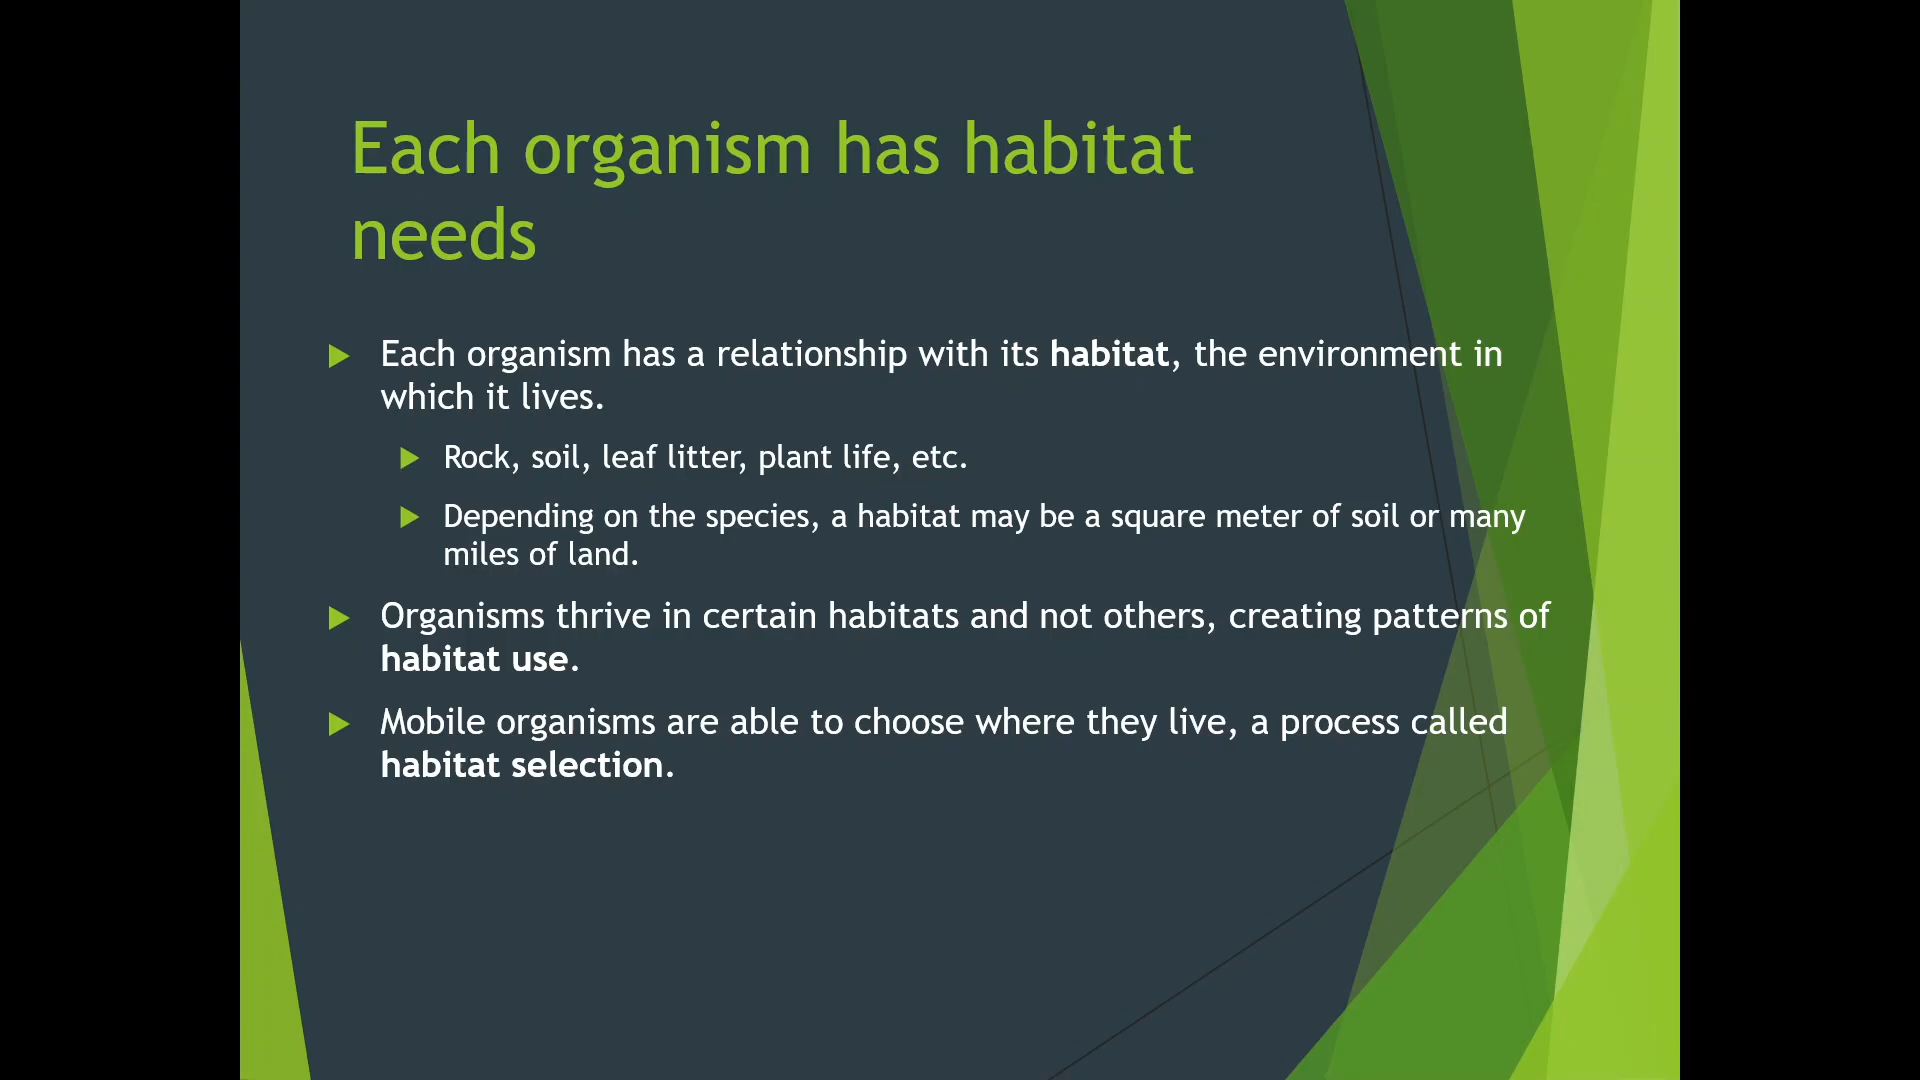 Each organism has habitat
needs
Each organism has a relationship with its habitat, the environment in
which it lives.
Rock, soil, leaf litter, plant life, etc.
Depending on the species, a habitat may be a square meter of soil or many
miles of land.
Organisms thrive in certain habitats and not others, creating patterns of
habitat use.
Mobile organisms are able to choose where they live, a process called
habitat selection.